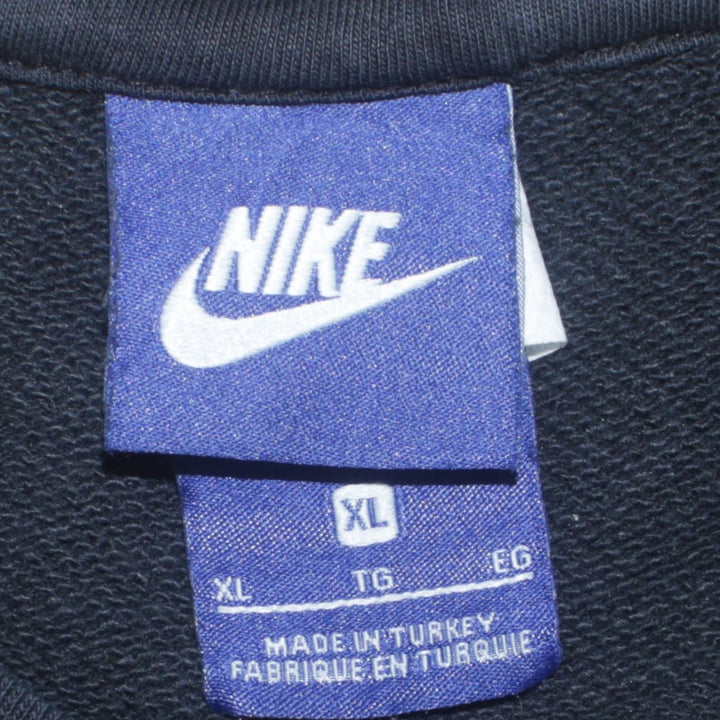 NIKE
XL
XL TG EG
MADE IN TURKEY
FABRIQUE EN TURQUIE